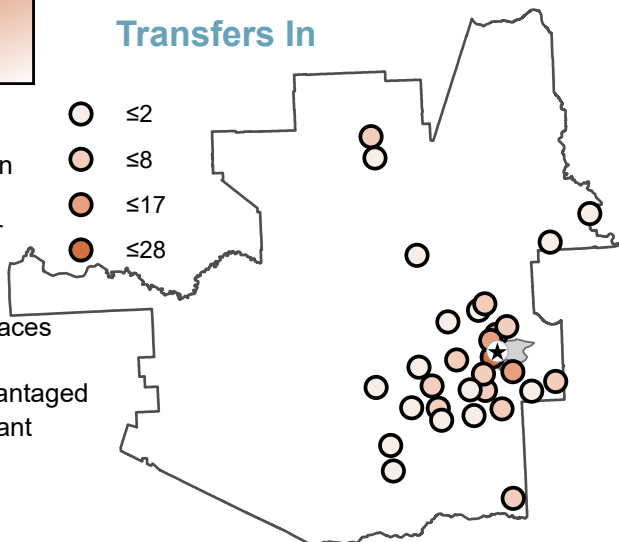 Transfers In
≤2
≤8
n
≤17
≤28
aces
antaged
ant